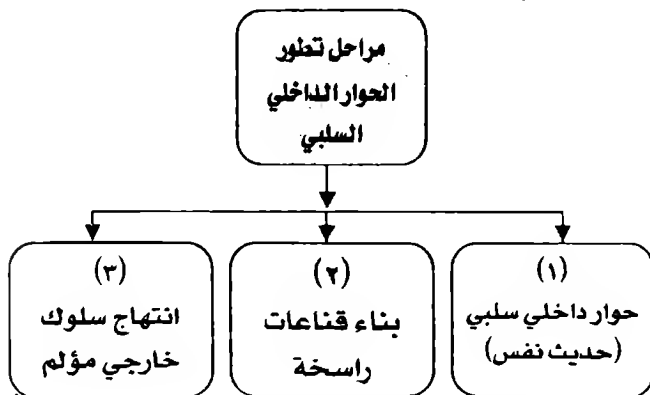 مراحل تطور
الحوار الداخلي
السلبي
(١)
حوار داخلي سلبي
(حديث نفس)
(٢)
بناء قناعات
راسخة
(٣)
انتهاج سلوك
خارجي مؤلم